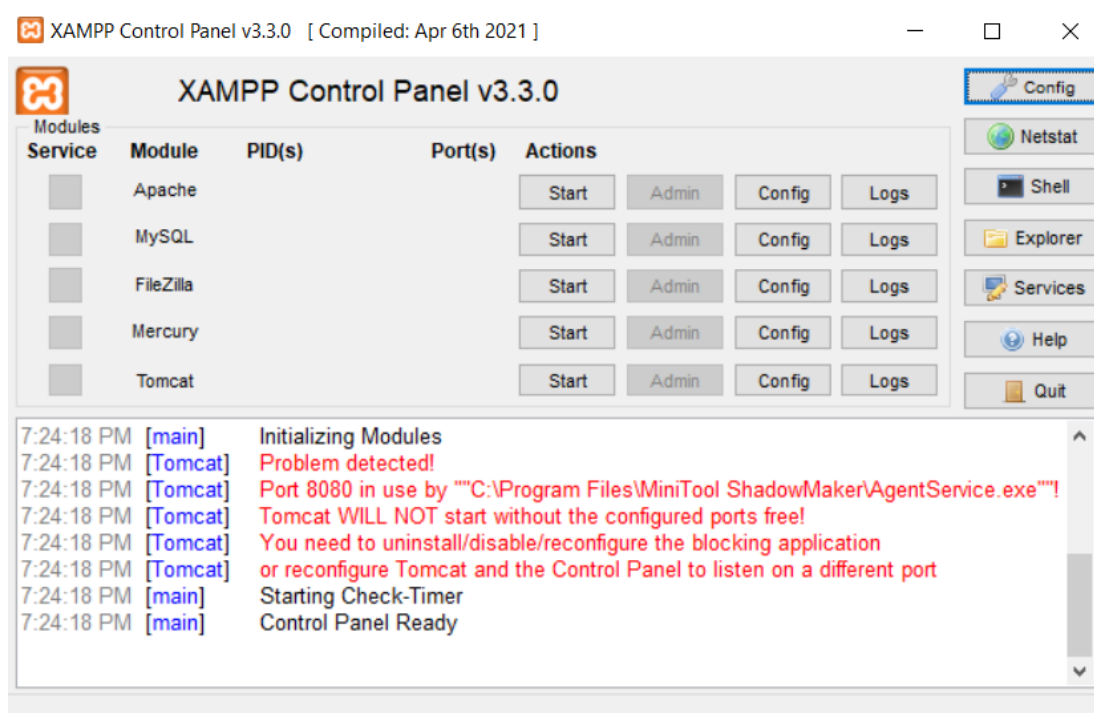 XAMPP Control Panel v3.3.0 [ Compiled: Apr 6th 2021 ]
XAMPP Control Panel v3.3.0
Config
Modules
Service Module PID(s) Port(s) Actions
Netstat
Apache Start Admin Config Logs
Shell
MySQL Start Admin Config Logs
Explorer
FileZilla Start Admin Config Logs
Services
Mercury Start Admin Config Logs
Help
Tomcat Start Admin Config Logs
Quit
7:24:18 PM [main] Initializing Modules
7:24:18 PM [Tomcat] Problem detected!
7:24:18 PM [Tomcat] Port 8080 in use by ""C:\Program Files\MiniTool ShadowMaker\AgentService.exe""!
7:24:18 PM [Tomcat] Tomcat WILL NOT start without the configured ports free!
7:24:18 PM [Tomcat] You need to uninstall/disable/reconfigure the blocking application
7:24:18 PM [Tomcat] or reconfigure Tomcat and the Control Panel to listen on a different port
7:24:18 PM [main] Starting Check-Timer
7:24:18 PM [main] Control Panel Ready